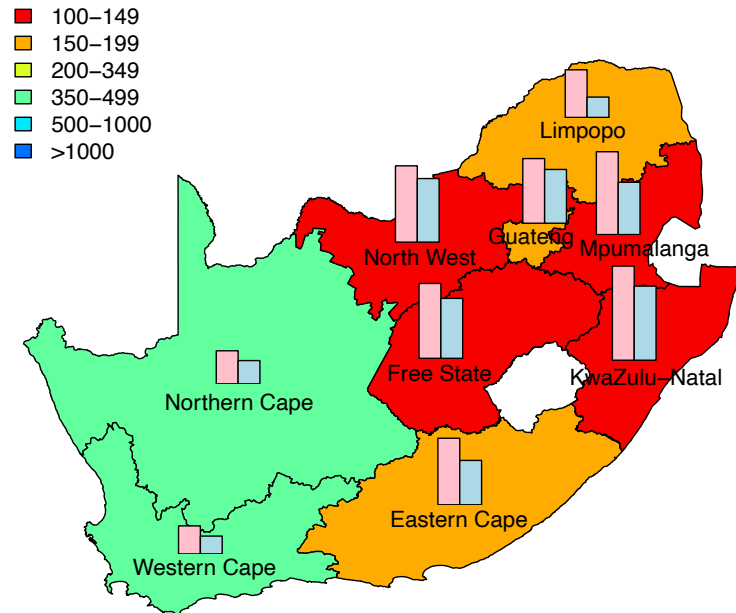 100−149
150−199
200−349
350−499
500−1000
>1000
Limpopo
Guateng
North West
Mpumalanga
Free State
KwaZulu−Natal
Northern Cape
Eastern Cape
Western Cape